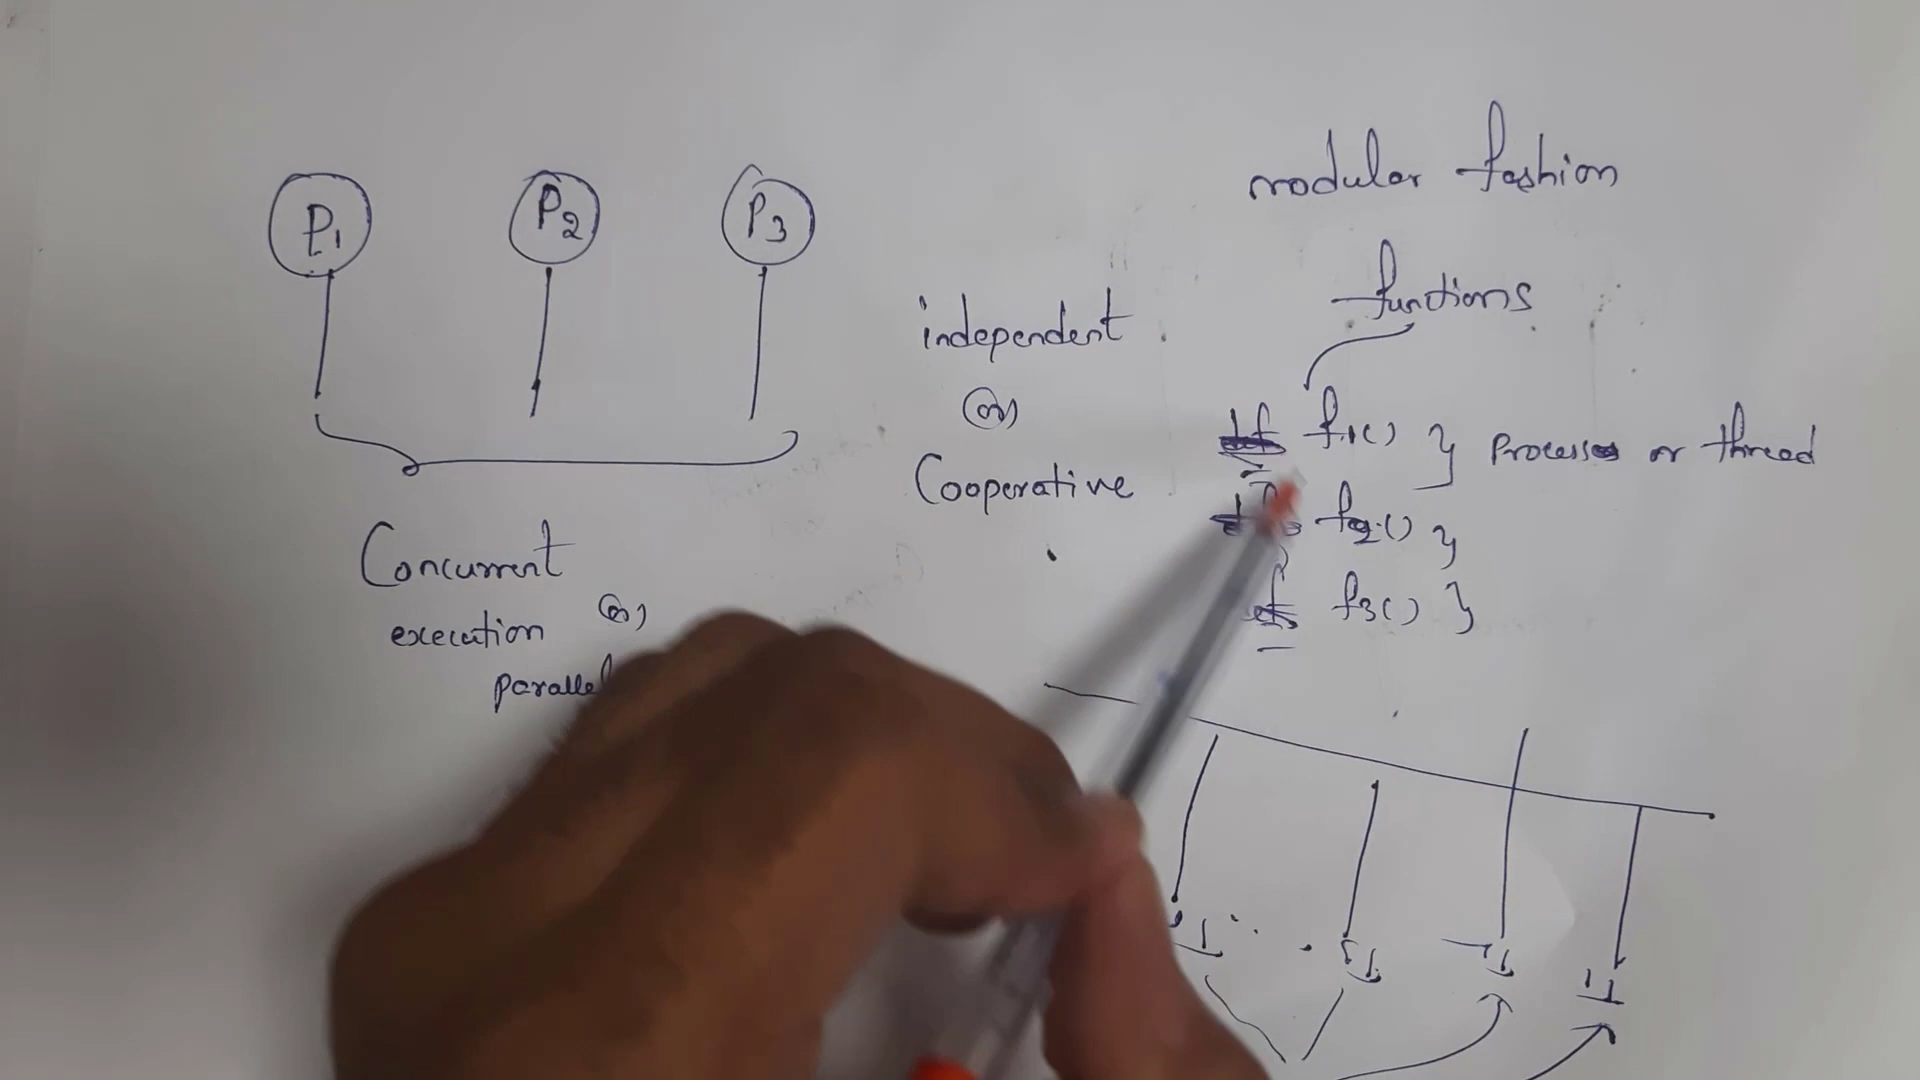 P1 P2 P3
Concurrent
execution (or)
parallel
independent
(or)
Cooperative
modular fashion
functions
def f1() } Process or thread
f2() }
def f3() }